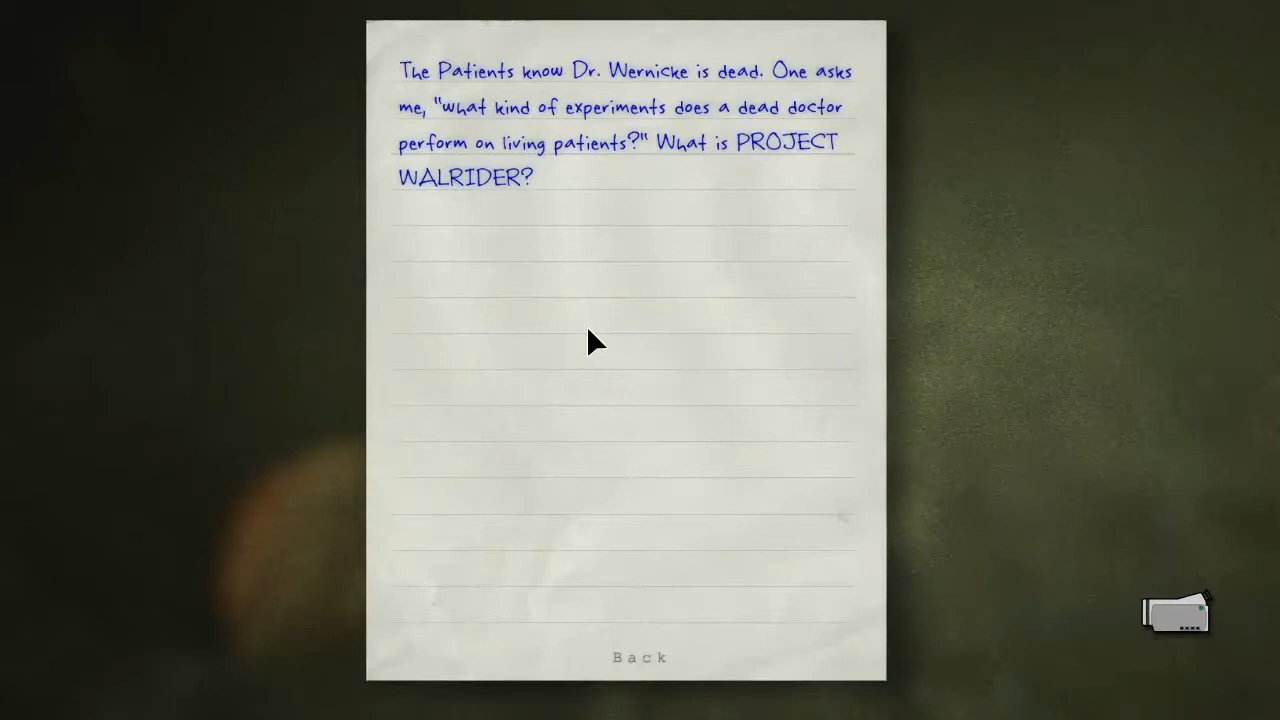 The Patients know Dr. Wernicke is dead. One asks
me, "what kind of experiments does a dead doctor
perform on living patients?" What is PROJECT
WALRIDER?
Back